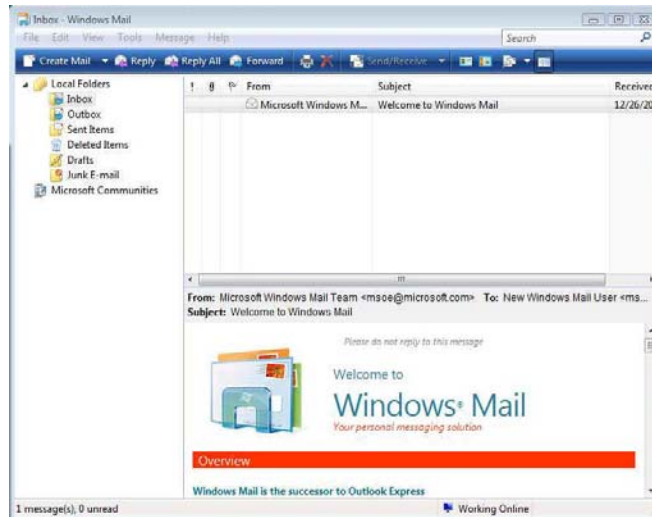 Inbox - Windows Mail
File Edit View Tools Message Help
Search
Create Mail Reply Reply All Forward Send/Receive
Local Folders
Inbox
Outbox
Sent Items
Deleted Items
Drafts
Junk E-mail
Microsoft Communities
! From Subject Received
Microsoft Windows M... Welcome to Windows Mail 12/26/20
From: Microsoft Windows Mail Team <msoe@microsoft.com> To: New Windows Mail User <ms...
Subject: Welcome to Windows Mail
Please do not reply to this message
Welcome to
Windows® Mail
Your personal messaging solution
Overview
Windows Mail is the successor to Outlook Express
1 message(s), 0 unread Working Online